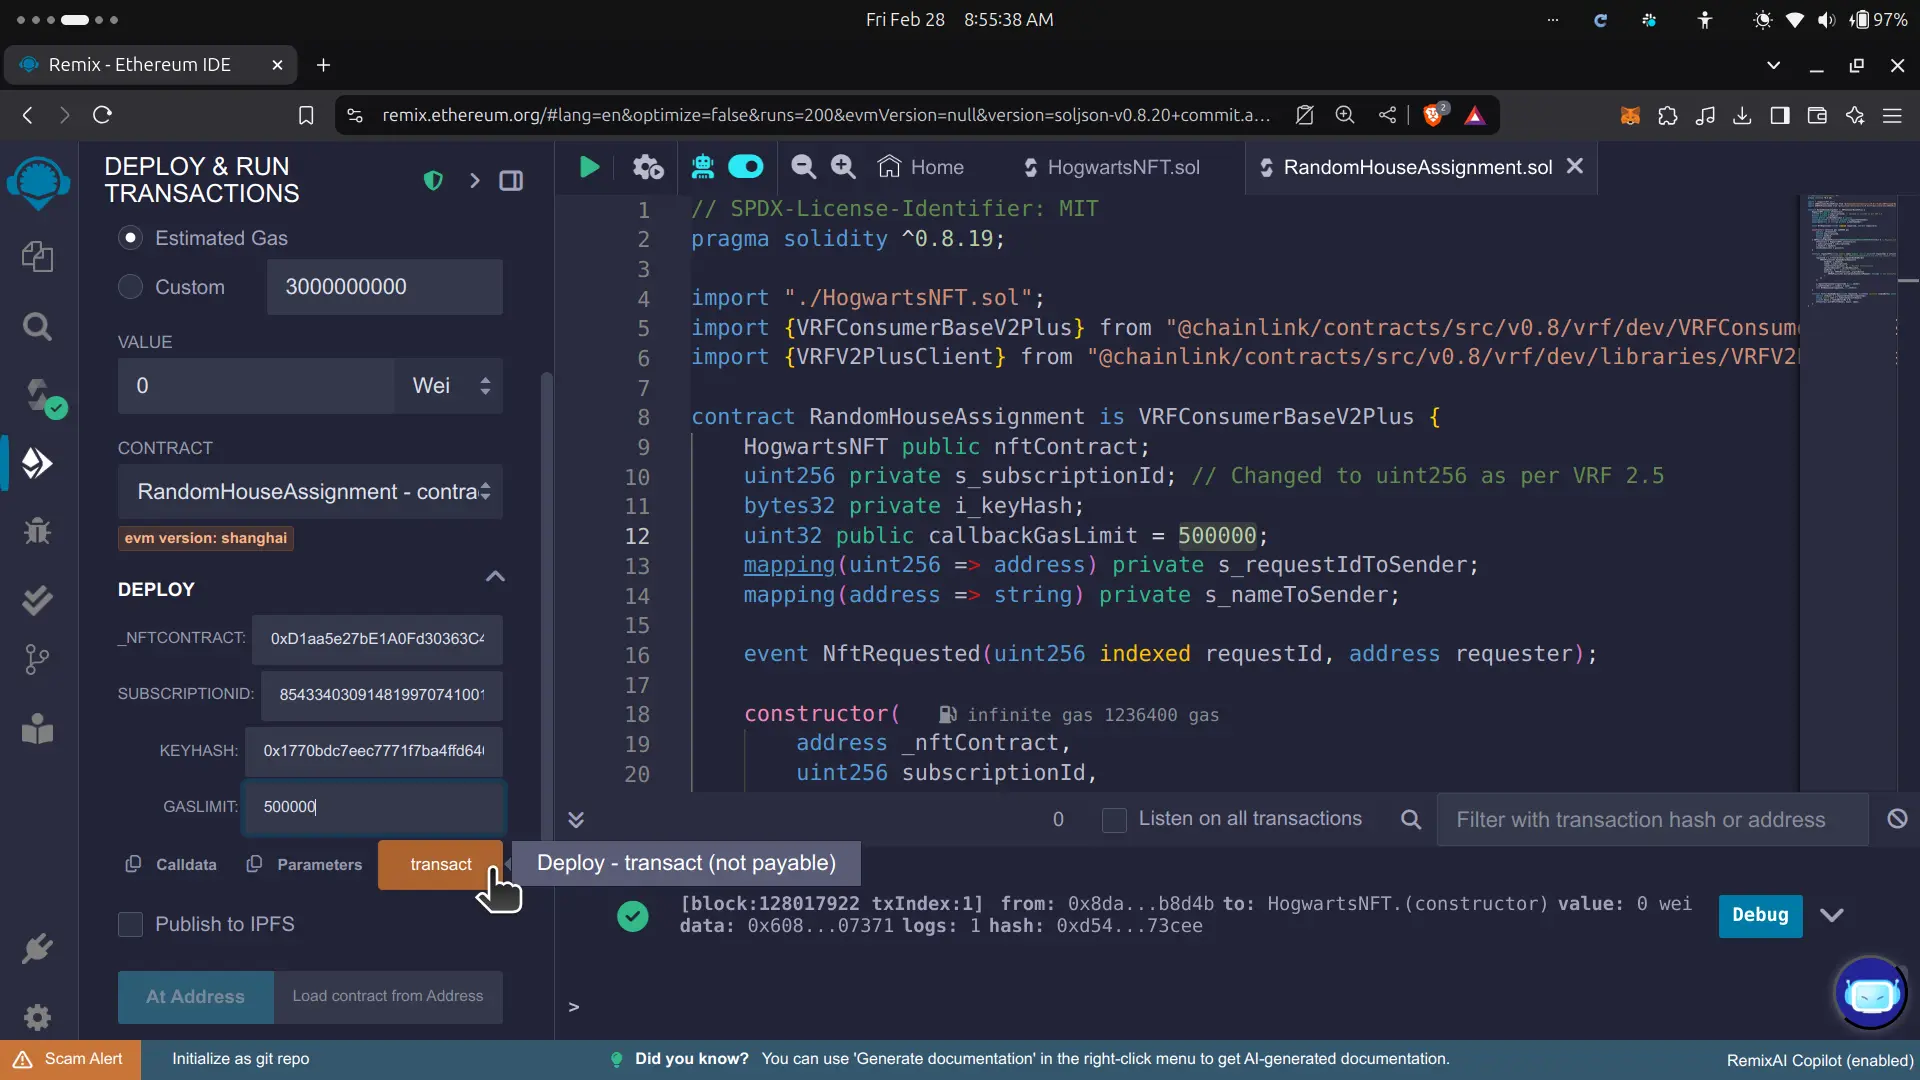 Fri Feb 28 8:55:38 AM
97%
Remix - Ethereum IDE
remix.ethereum.org/#lang=en&optimize=false&runs=200&evmVersion=null&version=soljson-v0.8.20+commit.a...
2
DEPLOY & RUN
TRANSACTIONS
Home
HogwartsNFT.sol
RandomHouseAssignment.sol
Estimated Gas
Custom
3000000000
VALUE
0
Wei
CONTRACT
RandomHouseAssignment - contra
evm version: shanghai
DEPLOY
_NFTCONTRACT:
0xD1aa5e27bE1A0Fd30363C4
SUBSCRIPTIONID:
854334030914819970741001
KEYHASH:
0x1770bdc7eec7771f7ba4ffd640
GASLIMIT:
500000
Calldata
Parameters
transact
Deploy - transact (not payable)
Publish to IPFS
At Address
Load contract from Address
1 // SPDX-License-Identifier: MIT
2 pragma solidity ^0.8.19;
3
4 import "./HogwartsNFT.sol";
5 import {VRFConsumerBaseV2Plus} from "@chainlink/contracts/src/v0.8/vrf/dev/VRFConsum
6 import {VRFV2PlusClient} from "@chainlink/contracts/src/v0.8/vrf/dev/libraries/VRFV2
7
8 contract RandomHouseAssignment is VRFConsumerBaseV2Plus {
9 HogwartsNFT public nftContract;
10 uint256 private s_subscriptionId; // Changed to uint256 as per VRF 2.5
11 bytes32 private i_keyHash;
12 uint32 public callbackGasLimit = 500000;
13 mapping(uint256 => address) private s_requestIdToSender;
14 mapping(address => string) private s_nameToSender;
15
16 event NftRequested(uint256 indexed requestId, address requester);
17
18 constructor( infinite gas 1236400 gas
19 address _nftContract,
20 uint256 subscriptionId,
0
Listen on all transactions
Filter with transaction hash or address
[block:128017922 txIndex:1] from: 0x8da...b8d4b to: HogwartsNFT.(constructor) value: 0 wei
data: 0x608...07371 logs: 1 hash: 0xd54...73cee
Debug
>
Scam Alert
Initialize as git repo
Did you know? You can use 'Generate documentation' in the right-click menu to get AI-generated documentation.
RemixAI Copilot (enabled)